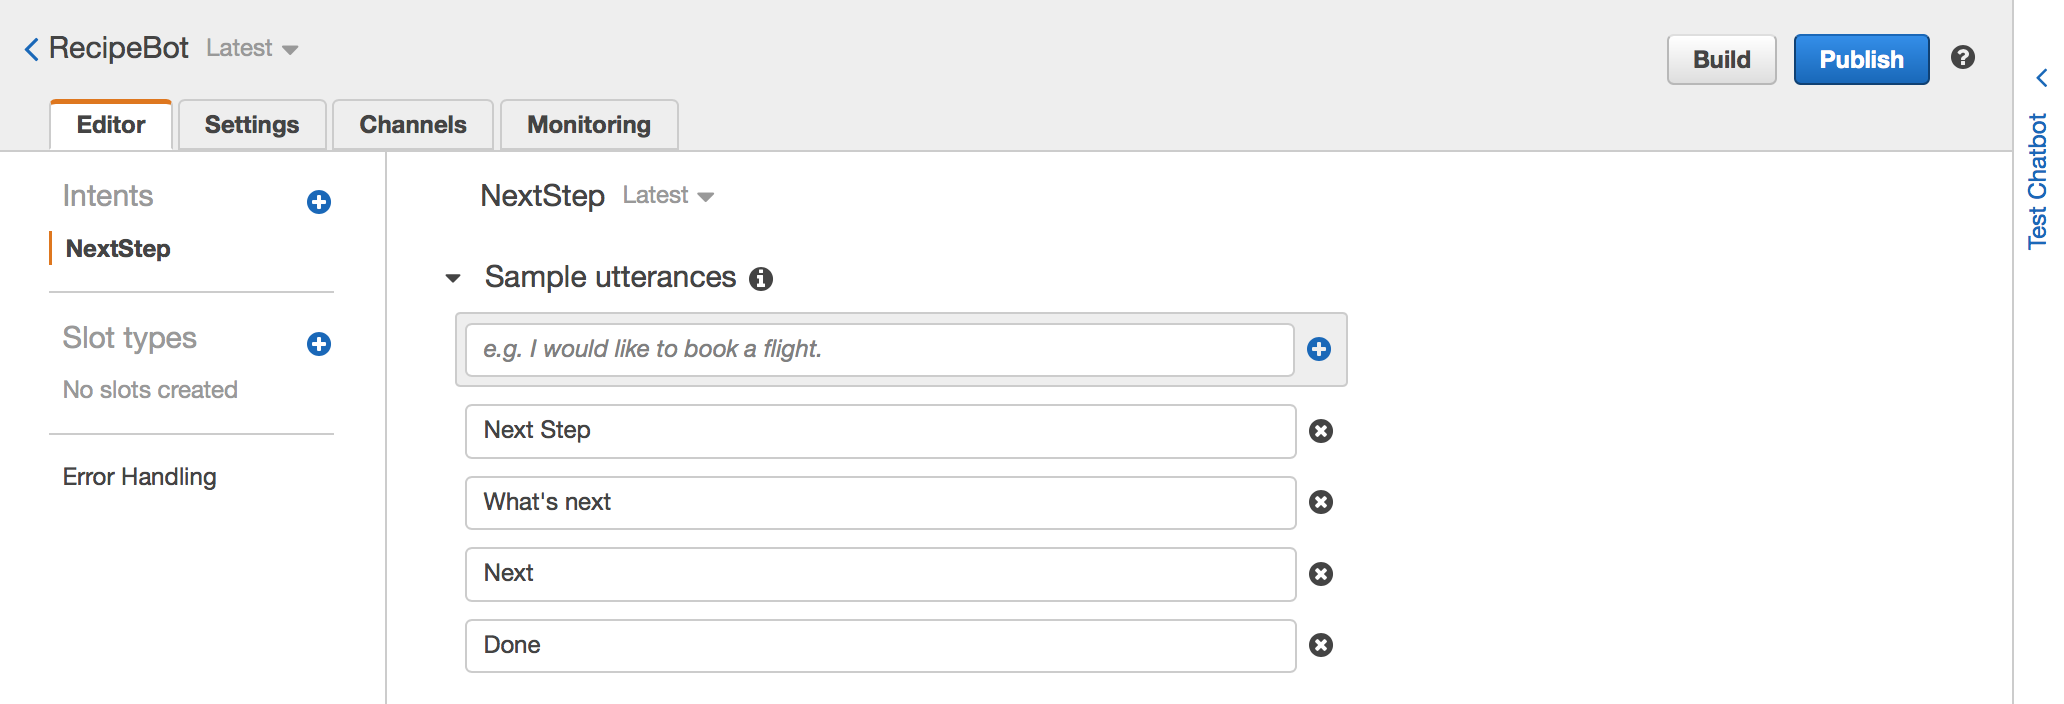 RecipeBot Latest
Build Publish
Editor Settings Channels Monitoring
Test Chatbot
Intents
NextStep
Slot types
No slots created
Error Handling
NextStep Latest
Sample utterances
e.g. I would like to book a flight.
Next Step
What's next
Next
Done